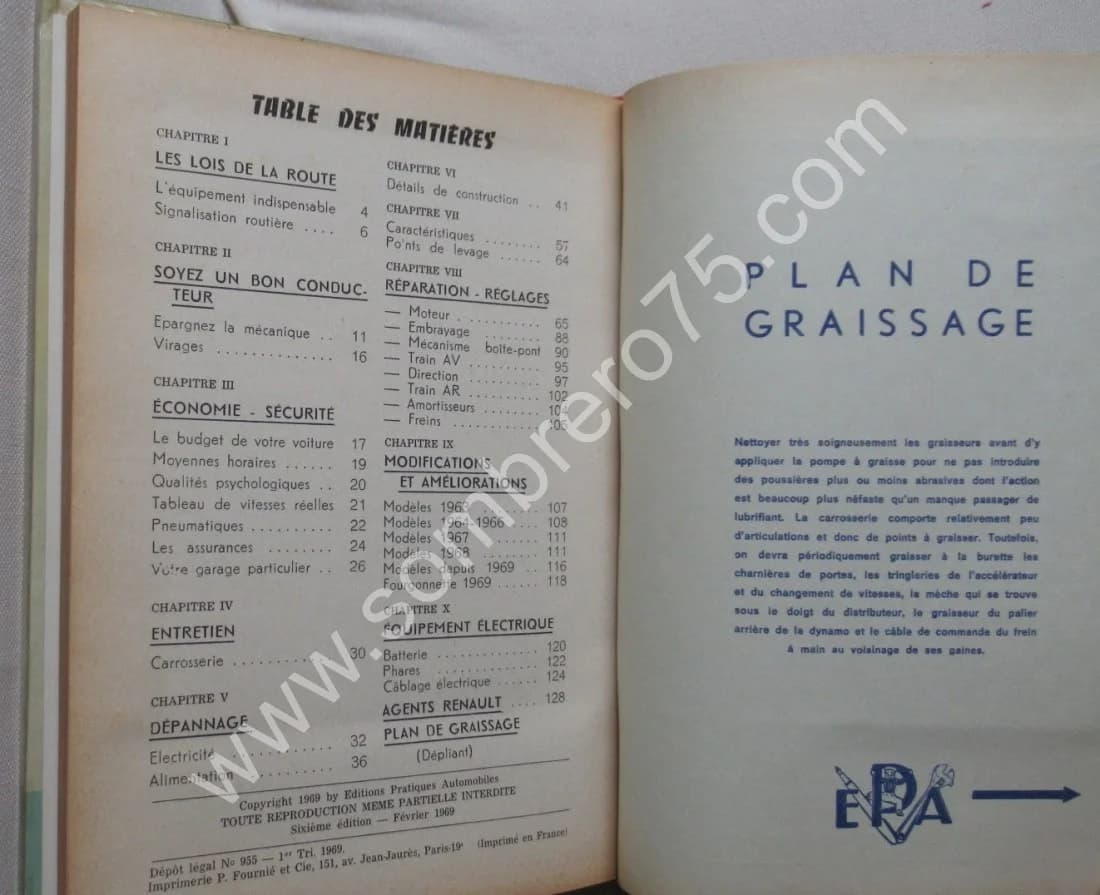 TABLE DES MATIÈRES
CHAPITRE I
LES LOIS DE LA ROUTE
L'équipement indispensable 4
Signalisation routière .... 6
CHAPITRE II
SOYEZ UN BON CONDUC-
TEUR
Epargnez la mécanique .. 11
Virages .............. 16
CHAPITRE III
ÉCONOMIE - SÉCURITÉ
Le budget de votre voiture 17
Moyennes horaires ...... 19
Qualités psychologiques .. 20
Tableau de vitesses réelles 21
Pneumatiques .......... 22
Les assurances ........ 24
Votre garage particulier .. 26
CHAPITRE IV
ENTRETIEN
Carrosserie ............ 30
CHAPITRE V
DÉPANNAGE
Electricité ............ 32
Alimentation .......... 36
CHAPITRE VI
Détails de construction .. 41
CHAPITRE VII
Caractéristiques ........ 57
Po'nts de levage ...... 64
CHAPITRE VIII
RÉPARATION - RÉGLAGES
— Moteur .......... 65
— Embrayage 88
— Mécanisme boîte-pont 90
— Train AV .......... 95
— Direction .......... 97
— Train AR .......... 102
— Amortisseurs ........ 104
— Freins .......... 105
CHAPITRE IX
MODIFICATIONS
ET AMÉLIORATIONS
Modèles 1963 ........ 107
Modèles 1964-1966 .... 108
Modèles 1967 ........ 111
Modèles 1968 ........ 111
Modèles depuis 1969 .. 116
Fourgonnette 1969 ...... 118
CHAPITRE X
ÉQUIPEMENT ÉLECTRIQUE
Batterie .............. 120
Phares .............. 122
Câblage électrique ...... 124
AGENTS RENAULT .... 128
PLAN DE GRAISSAGE
(Dépliant)
Copyright 1969 by Editions Pratiques Automobiles
TOUTE REPRODUCTION MEME PARTIELLE INTERDITE
Sixième édition — Février 1969
Dépôt légal No 955 — 1er Tri. 1969.
Imprimerie P. Fournié et Cie, 151, av. Jean-Jaurès, Paris-19e (Imprimé en France)
PLAN DE
GRAISSAGE
Nettoyer très soigneusement les graisseurs avant d'y
appliquer la pompe à graisse pour ne pas introduire
des poussières plus ou moins abrasives dont l'action
est beaucoup plus néfaste qu'un manque passager de
lubrifiant. La carrosserie comporte relativement peu
d'articulations et donc de points à graisser. Toutefois,
on devra périodiquement graisser à la burette les
charnières de portes, les tringleries de l'accélérateur
et du changement de vitesses, la mèche qui se trouve
sous le doigt du distributeur, le graisseur du palier
arrière de la dynamo et le câble de commande du frein
à main au voisinage de ses gaines.
EPA
www.sombrero75.com